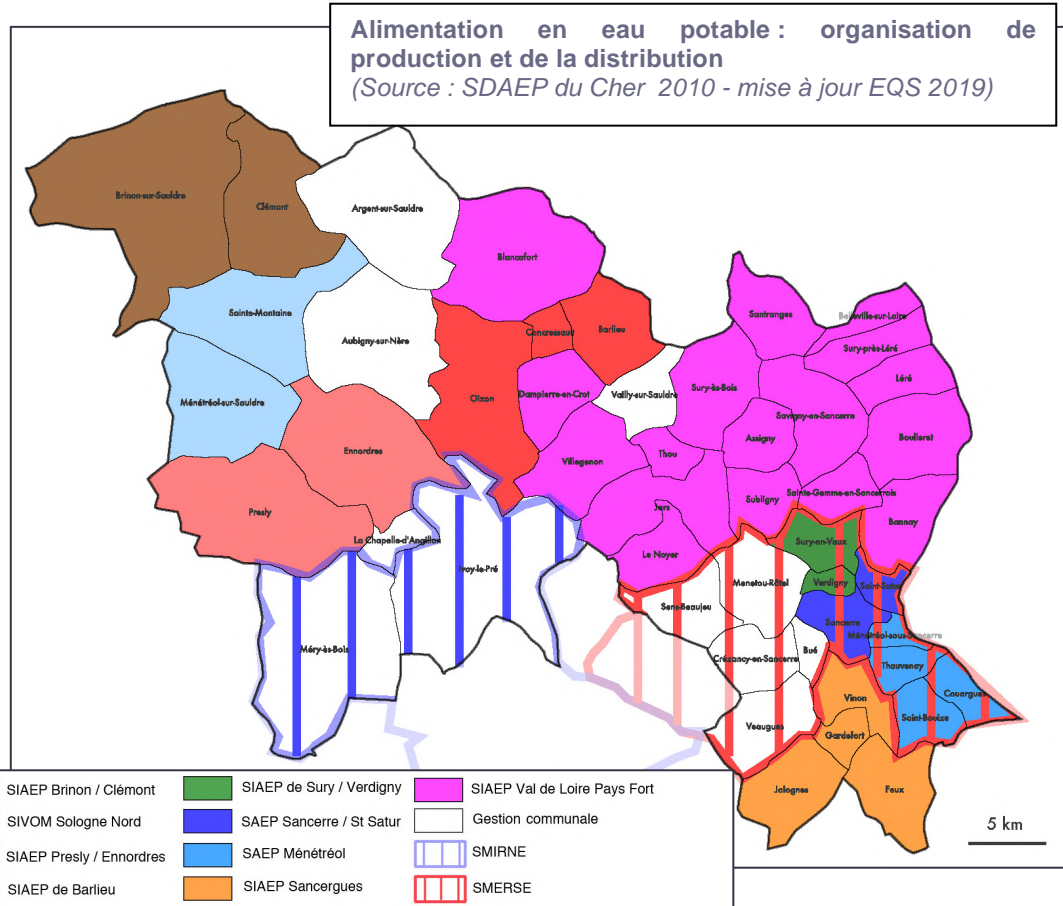 Alimentation en eau potable : organisation de
production et de la distribution
(Source : SDAEP du Cher 2010 - mise à jour EQS 2019)
Brinon-sur-Sauldre
Clémont
Argent-sur-Sauldre
Blancafort
Sainte-Montaine
Aubigny-sur-Nère
Concressault
Barlieu
Santranges
Belleville-sur-Loire
Sury-près-Léré
Léré
Ménétréol-sur-Sauldre
Oizon
Dampierre-en-Crot
Vailly-sur-Sauldre
Sury-ès-Bois
Savigny-en-Sancerre
Assigny
Boulleret
Ennordres
Villegenon
Thou
Subligny
Sainte-Gemme-en-Sancerrois
Presly
Jars
Bannay
La Chapelle-d'Angillon
Le Noyer
Sury-en-Vaux
Ivoy-le-Pré
Menetou-Râtel
Verdigny
Saint-Satur
Sens-Beaujeu
Sancerre
Ménétréol-sous-Sancerre
Méry-ès-Bois
Crézancy-en-Sancerre
Bué
Thauvenay
Couargues
Vinon
Saint-Bouize
Veaugues
Gardefort
Jalognes
Feux
5 km
SIAEP Brinon / Clémont
SIAEP de Sury / Verdigny
SIAEP Val de Loire Pays Fort
SIVOM Sologne Nord
SAEP Sancerre / St Satur
Gestion communale
SIAEP Presly / Ennordres
SAEP Ménétréol
SMIRNE
SIAEP de Barlieu
SIAEP Sancergues
SMERSE